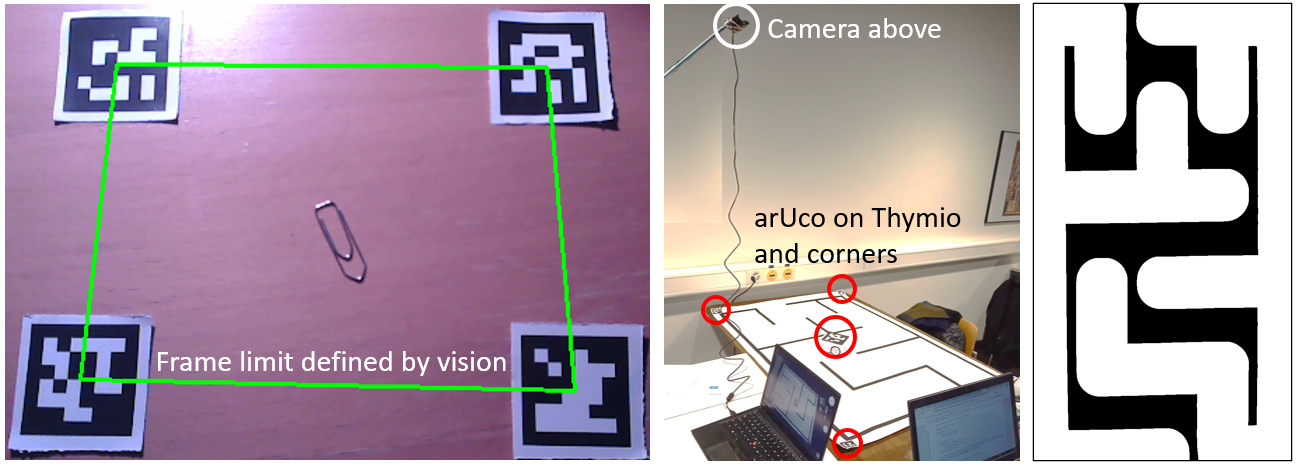 Camera above
arUco on Thymio
and corners
Frame limit defined by vision